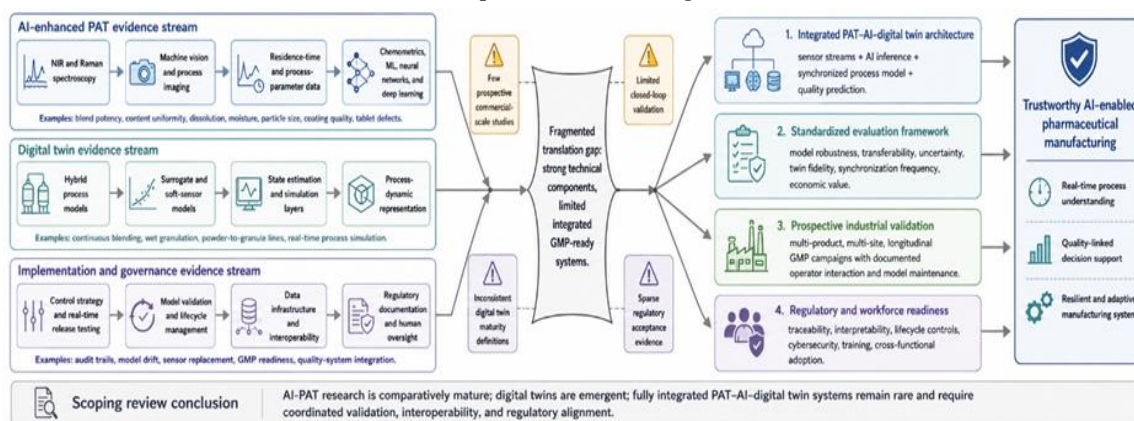 AI-enhanced PAT evidence stream
NIR and Raman
spectroscopy
Machine vision
and process
imaging
Residence-time
and process-
parameter data
Chemometrics,
ML, neural
networks, and
deep learning
Examples: blend potency, content uniformity, dissolution, moisture, particle size, coating quality, tablet defects.
Digital twin evidence stream
Hybrid
process
models
Surrogate and
soft-sensor
models
State estimation
and simulation
layers
Process-
dynamic
representation
Examples: continuous blending, wet granulation, powder-to-granule lines, real-time process simulation.
Implementation and governance evidence stream
Control strategy
and real-time
release testing
Model validation
and lifecycle
management
Data
infrastructure
and
interoperability
Regulatory
documentation
and human
oversight
Examples: audit trails, model drift, sensor replacement, GMP readiness, quality-system integration.
Few
prospective
commercial-
scale studies
Limited
closed-loop
validation
Fragmented
translation gap:
strong technical
components,
limited
integrated
GMP-ready
systems.
Inconsistent
digital twin
maturity
definitions
Sparse
regulatory
acceptance
evidence
1. Integrated PAT–AI–digital twin architecture
sensor streams + AI inference +
synchronized process model +
quality prediction.
2. Standardized evaluation framework
model robustness, transferability, uncertainty,
twin fidelity, synchronization frequency,
economic value.
3. Prospective industrial validation
multi-product, multi-site, longitudinal
GMP campaigns with documented
operator interaction and model maintenance.
4. Regulatory and workforce readiness
traceability, interpretability, lifecycle controls,
cybersecurity, training, cross-functional
adoption.
Trustworthy AI-enabled
pharmaceutical
manufacturing
Real-time process
understanding
Quality-linked
decision support
Resilient and adaptive
manufacturing system
Scoping review conclusion
AI-PAT research is comparatively mature; digital twins are emergent; fully integrated PAT–AI–digital twin systems remain rare and require
coordinated validation, interoperability, and regulatory alignment.